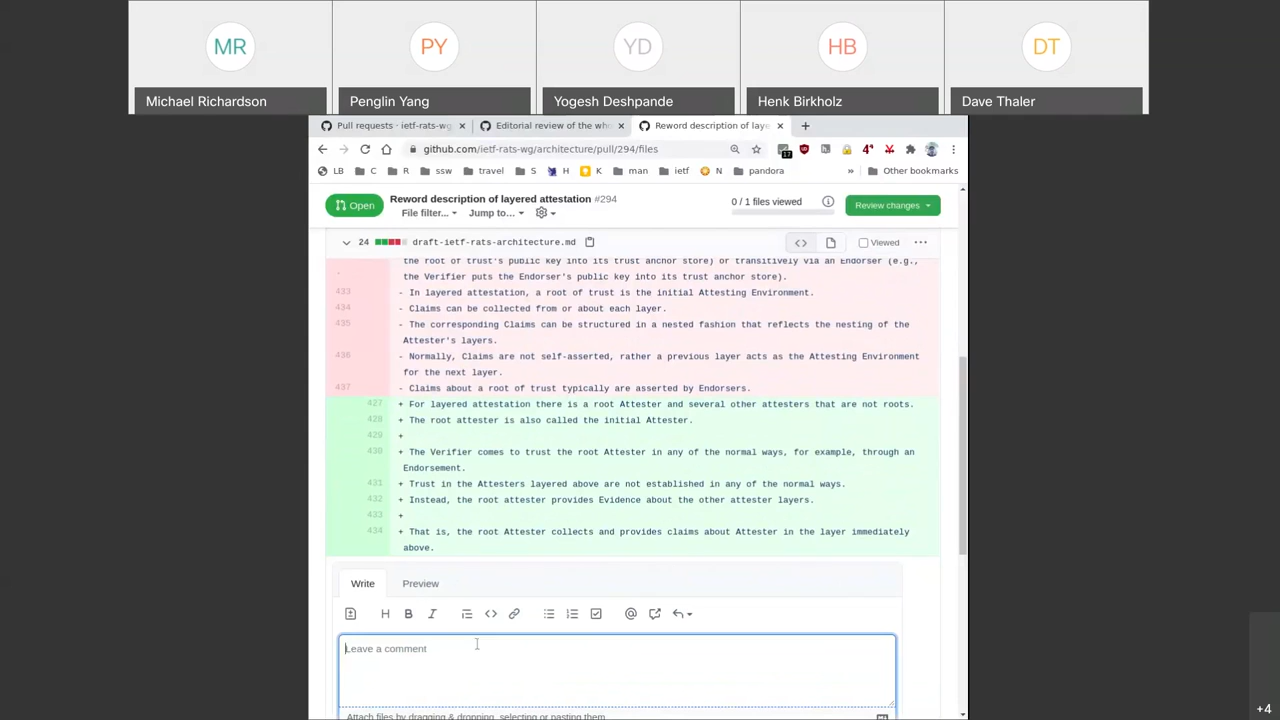 MR
PY
YD
HB
DT
Michael Richardson
Penglin Yang
Yogesh Deshpande
Henk Birkholz
Dave Thaler
Pull requests · ietf-rats-wg
Editorial review of the who
Reword description of laye
github.com/ietf-rats-wg/architecture/pull/294/files
17
LB
C
R
ssw
travel
S
H
K
man
ietf
N
pandora
»
Other bookmarks
Open
Reword description of layered attestation #294
File filter...
Jump to...
0 / 1 files viewed
Review changes
24
draft-ietf-rats-architecture.md
Viewed
the root of trust's public key into its trust anchor store) or transitively via an Endorser (e.g.,
the Verifier puts the Endorser's public key into its trust anchor store).
433 - In layered attestation, a root of trust is the initial Attesting Environment.
434 - Claims can be collected from or about each layer.
435 - The corresponding Claims can be structured in a nested fashion that reflects the nesting of the
Attester's layers.
436 - Normally, Claims are not self-asserted, rather a previous layer acts as the Attesting Environment
for the next layer.
437 - Claims about a root of trust typically are asserted by Endorsers.
427 + For layered attestation there is a root Attester and several other attesters that are not roots.
428 + The root attester is also called the initial Attester.
429 +
430 + The Verifier comes to trust the root Attester in any of the normal ways, for example, through an
Endorsement.
431 + Trust in the Attesters layered above are not established in any of the normal ways.
432 + Instead, the root attester provides Evidence about the other attester layers.
433 +
434 + That is, the root Attester collects and provides claims about Attester in the layer immediately
above.
Write
Preview
Leave a comment
Attach files by dragging & dropping, selecting or pasting them.
+4